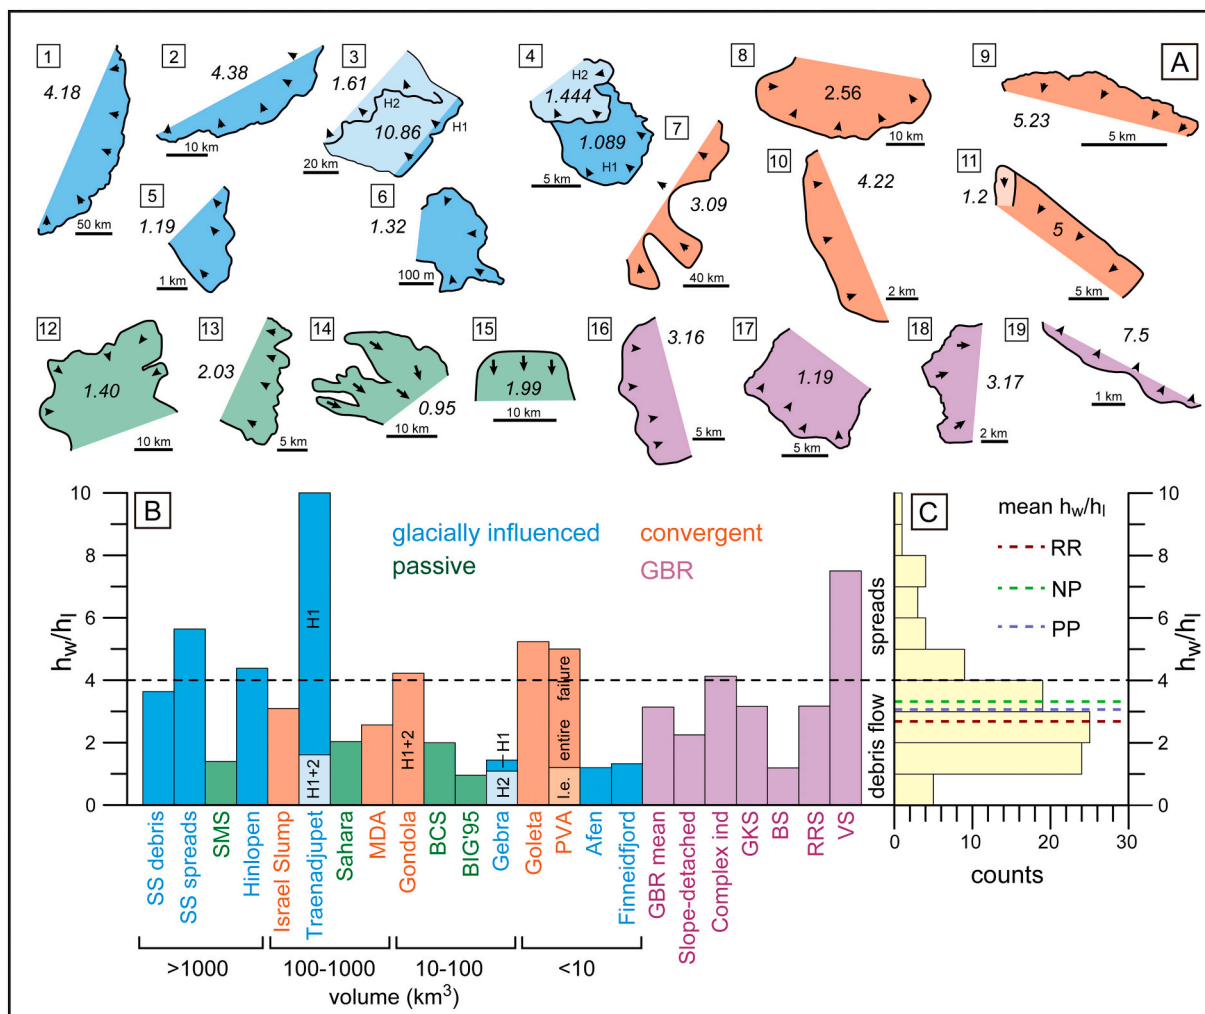 A
1
4.18
50 km
2
4.38
10 km
3
1.61
H2
10.86
H1
20 km
4
H2
1.444
1.089
H1
5 km
5
1.19
1 km
6
1.32
100 m
7
3.09
40 km
8
2.56
10 km
9
5.23
5 km
10
4.22
2 km
11
1.2
5
5 km
12
1.40
10 km
13
2.03
5 km
14
0.95
10 km
15
1.99
10 km
16
3.16
5 km
17
1.19
5 km
18
3.17
2 km
19
7.5
1 km
B
glacially influenced
passive
convergent
GBR
hw/hl
10
8
6
4
2
0
H1
H1+2
H1+2
H1
H2
entire failure
l.e.
SS debris
SS spreads
SMS
Hinlopen
Israel Slump
Traenadjupet
Sahara
MDA
Gondola
BCS
BIG'95
Gebra
Goleta
PVA
Afen
Finneidfjord
GBR mean
Slope-detached
Complex ind
GKS
BS
RRS
VS
>1000
100-1000
10-100
<10
volume (km³)
C
mean hw/hl
RR
NP
PP
spreads
debris flow
10
8
6
4
2
0
hw/hl
0
10
20
30
counts